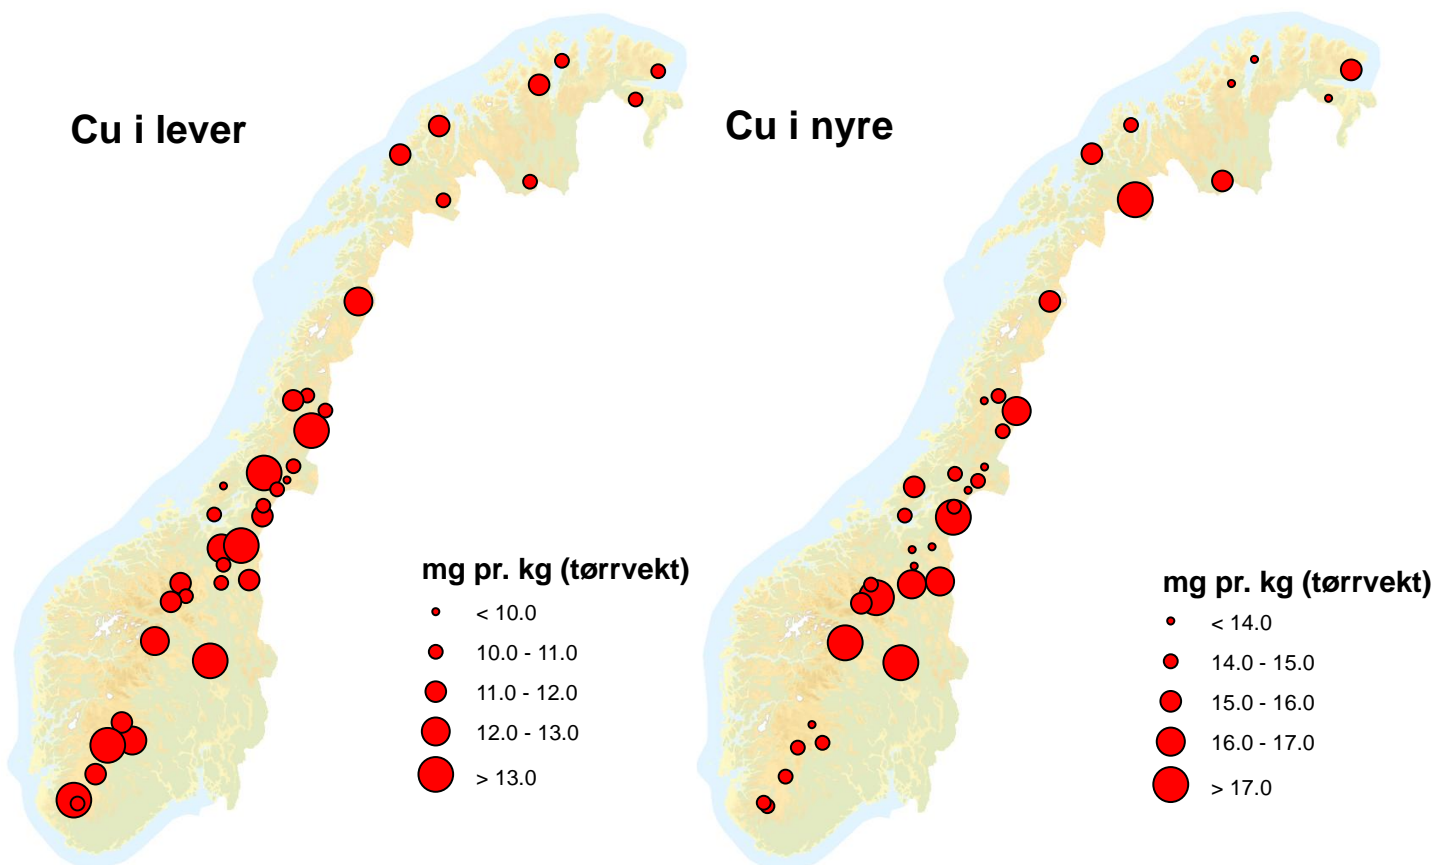 Cu i lever
mg pr. kg (tørrvekt)
< 10.0
10.0 - 11.0
11.0 - 12.0
12.0 - 13.0
> 13.0
Cu i nyre
mg pr. kg (tørrvekt)
< 14.0
14.0 - 15.0
15.0 - 16.0
16.0 - 17.0
> 17.0